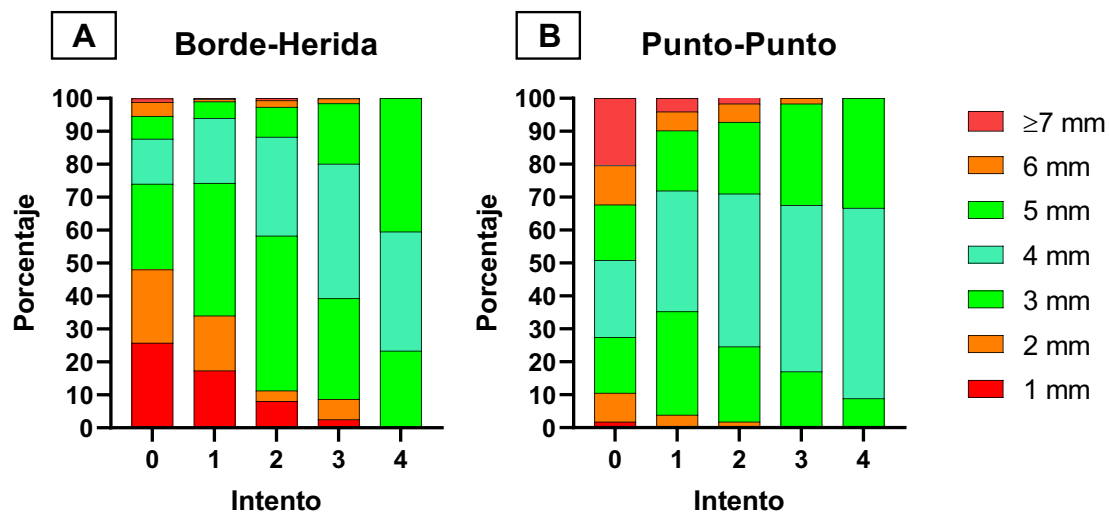 A
Borde-Herida
Porcentaje
100
90
80
70
60
50
40
30
20
10
0
0 1 2 3 4
Intento
B
Punto-Punto
Porcentaje
100
90
80
70
60
50
40
30
20
10
0
0 1 2 3 4
Intento
≥7 mm
6 mm
5 mm
4 mm
3 mm
2 mm
1 mm